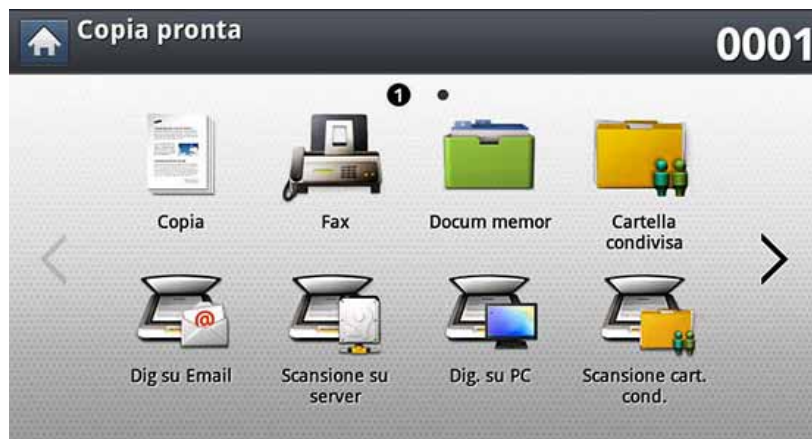 Copia pronta
0001
1
Copia
Fax
Docum memor
Cartella
condivisa
Dig su Email
Scansione su
server
Dig. su PC
Scansione cart.
cond.